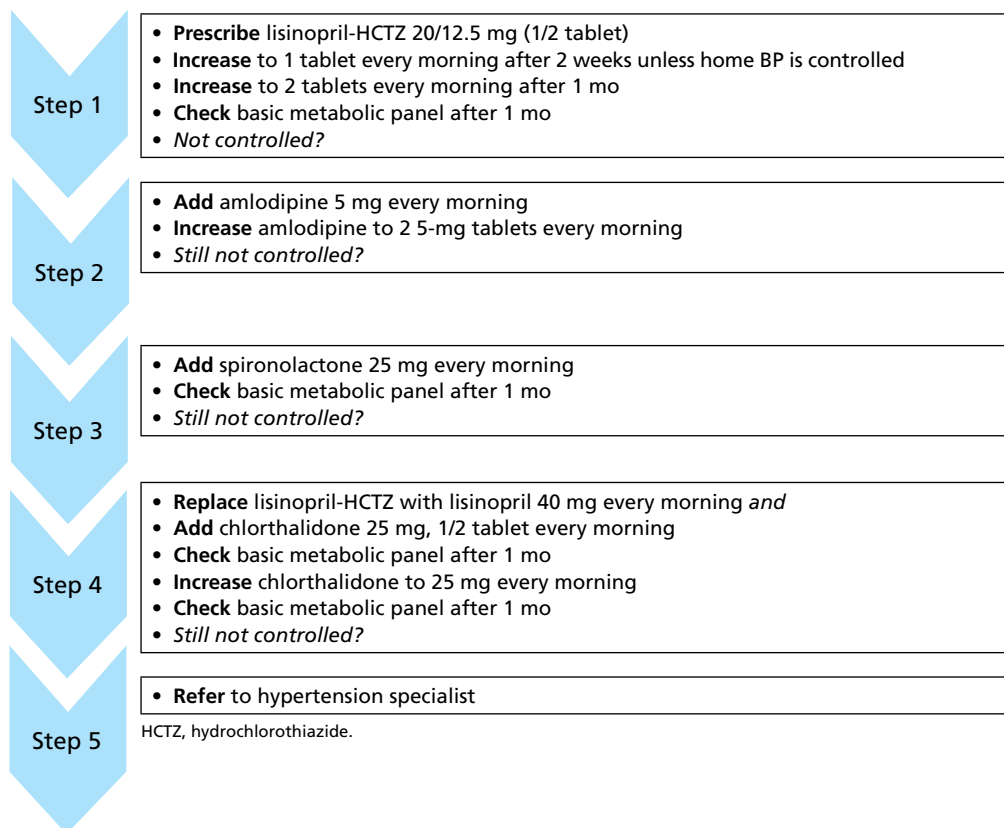 Step 1
• Prescribe lisinopril-HCTZ 20/12.5 mg (1/2 tablet)
• Increase to 1 tablet every morning after 2 weeks unless home BP is controlled
• Increase to 2 tablets every morning after 1 mo
• Check basic metabolic panel after 1 mo
• Not controlled?
Step 2
• Add amlodipine 5 mg every morning
• Increase amlodipine to 2 5-mg tablets every morning
• Still not controlled?
Step 3
• Add spironolactone 25 mg every morning
• Check basic metabolic panel after 1 mo
• Still not controlled?
Step 4
• Replace lisinopril-HCTZ with lisinopril 40 mg every morning and
• Add chlorthalidone 25 mg, 1/2 tablet every morning
• Check basic metabolic panel after 1 mo
• Increase chlorthalidone to 25 mg every morning
• Check basic metabolic panel after 1 mo
• Still not controlled?
Step 5
• Refer to hypertension specialist
HCTZ, hydrochlorothiazide.